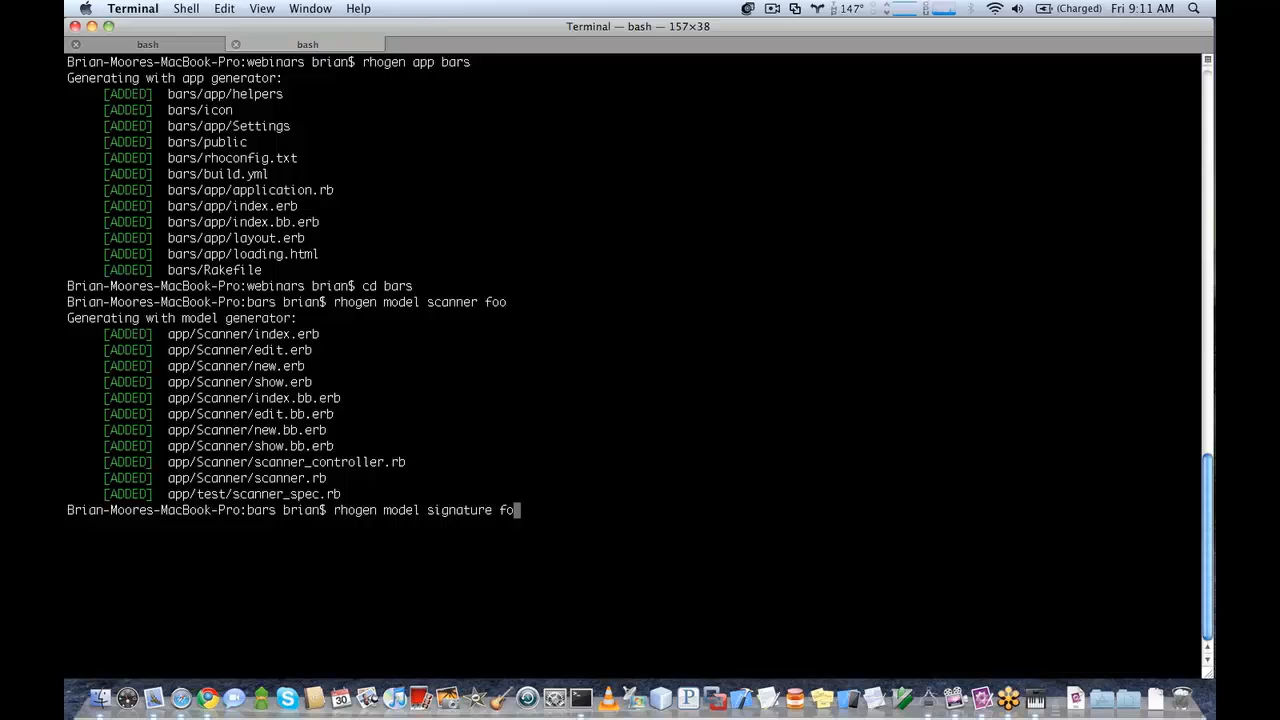 Terminal Shell Edit View Window Help 147° (Charged) Fri 9:11 AM
Terminal — bash — 157×38
bash bash
Brian-Moores-MacBook-Pro:webinars brian$ rhogen app bars
Generating with app generator:
[ADDED] bars/app/helpers
[ADDED] bars/icon
[ADDED] bars/app/Settings
[ADDED] bars/public
[ADDED] bars/rhoconfig.txt
[ADDED] bars/build.yml
[ADDED] bars/app/application.rb
[ADDED] bars/app/index.erb
[ADDED] bars/app/index.bb.erb
[ADDED] bars/app/layout.erb
[ADDED] bars/app/loading.html
[ADDED] bars/Rakefile
Brian-Moores-MacBook-Pro:webinars brian$ cd bars
Brian-Moores-MacBook-Pro:bars brian$ rhogen model scanner foo
Generating with model generator:
[ADDED] app/Scanner/index.erb
[ADDED] app/Scanner/edit.erb
[ADDED] app/Scanner/new.erb
[ADDED] app/Scanner/show.erb
[ADDED] app/Scanner/index.bb.erb
[ADDED] app/Scanner/edit.bb.erb
[ADDED] app/Scanner/new.bb.erb
[ADDED] app/Scanner/show.bb.erb
[ADDED] app/Scanner/scanner_controller.rb
[ADDED] app/Scanner/scanner.rb
[ADDED] app/test/scanner_spec.rb
Brian-Moores-MacBook-Pro:bars brian$ rhogen model signature fo